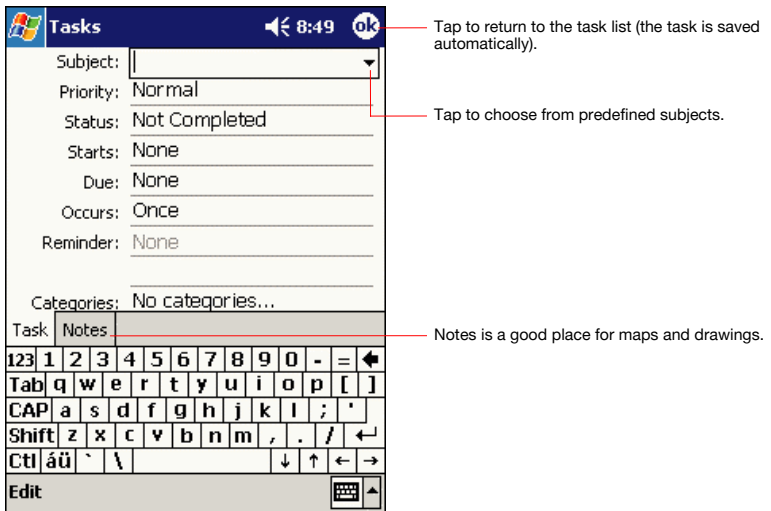 Tasks 8:49 ok
Tap to return to the task list (the task is saved
automatically).
Subject:
Tap to choose from predefined subjects.
Priority: Normal
Status: Not Completed
Starts: None
Due: None
Occurs: Once
Reminder: None
Categories: No categories...
Task Notes
Notes is a good place for maps and drawings.
123 1 2 3 4 5 6 7 8 9 0 - = 🡄
Tab q w e r t y u i o p [ ]
CAP a s d f g h j k l ; '
Shift z x c v b n m , . / ↵
Ctl áü ` \ ↓ ↑ ← →
Edit